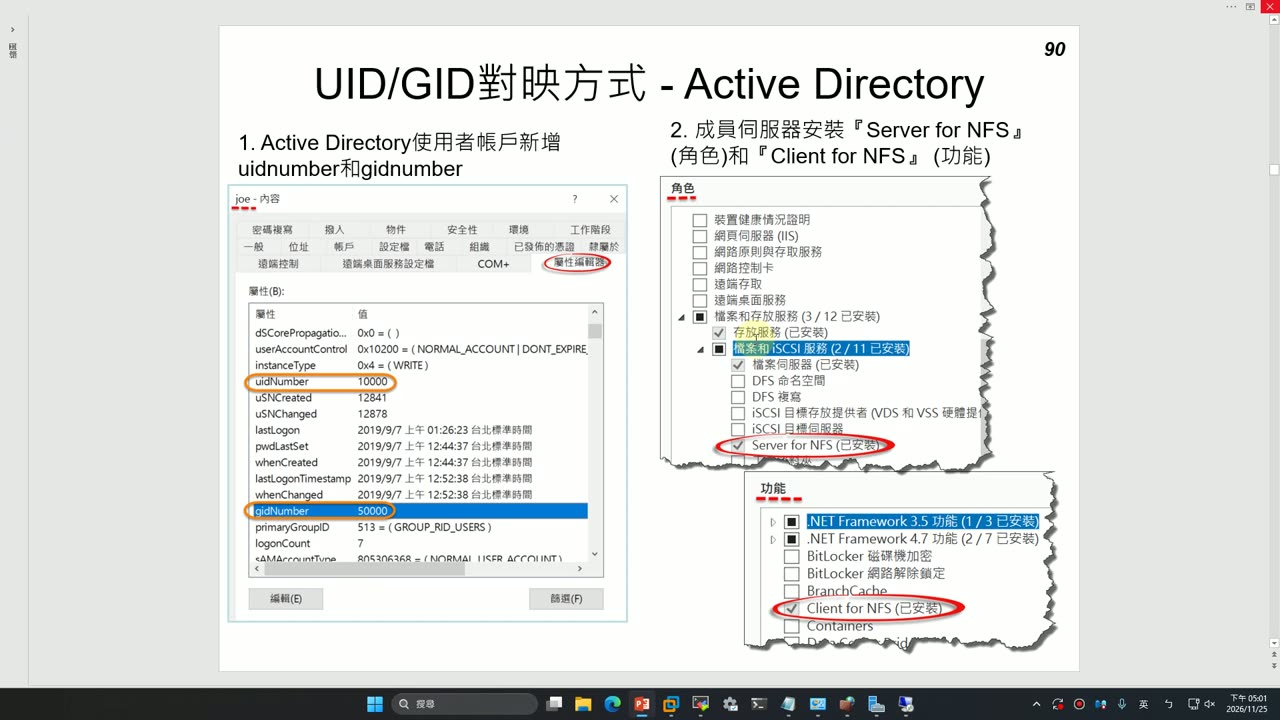 90
UID/GID對映方式 - Active Directory
1. Active Directory使用者帳戶新增
uidnumber和gidnumber
joe - 內容
?
密碼複寫 撥入 物件 安全性 環境 工作階段
一般 位址 帳戶 設定檔 電話 組織 已發佈的憑證 隸屬於
遠端控制 遠端桌面服務設定檔 COM+ 屬性編輯器
屬性(B):
屬性 值
dSCorePropagatio... 0x0 = ( )
userAccountControl 0x10200 = ( NORMAL_ACCOUNT | DONT_EXPIRE_
instanceType 0x4 = ( WRITE )
uidNumber 10000
uSNCreated 12841
uSNChanged 12878
lastLogon 2019/9/7 上午 01:26:23 台北標準時間
pwdLastSet 2019/9/7 上午 12:44:37 台北標準時間
whenCreated 2019/9/7 上午 12:44:37 台北標準時間
lastLogonTimestamp 2019/9/7 上午 12:52:38 台北標準時間
whenChanged 2019/9/7 上午 12:52:38 台北標準時間
gidNumber 50000
primaryGroupID 513 = ( GROUP_RID_USERS )
logonCount 7
sAMAccountType 805306368 = ( NORMAL_USER_ACCOUNT )
編輯(E) 篩選(F)
2. 成員伺服器安裝『Server for NFS』
(角色)和『Client for NFS』 (功能)
角色
裝置健康情況證明
網頁伺服器 (IIS)
網路原則與存取服務
網路控制卡
遠端存取
遠端桌面服務
檔案和存放服務 (3 / 12 已安裝)
存放服務 (已安裝)
檔案和 iSCSI 服務 (2 / 11 已安裝)
檔案伺服器 (已安裝)
DFS 命名空間
DFS 複寫
iSCSI 目標存放提供者 (VDS 和 VSS 硬體提供
iSCSI 目標伺服器
Server for NFS (已安裝)
功能
.NET Framework 3.5 功能 (1 / 3 已安裝)
.NET Framework 4.7 功能 (2 / 7 已安裝)
BitLocker 磁碟機加密
BitLocker 網路解除鎖定
BranchCache
Client for NFS (已安裝)
Containers
搜尋
英
下午 05:01
2026/11/25